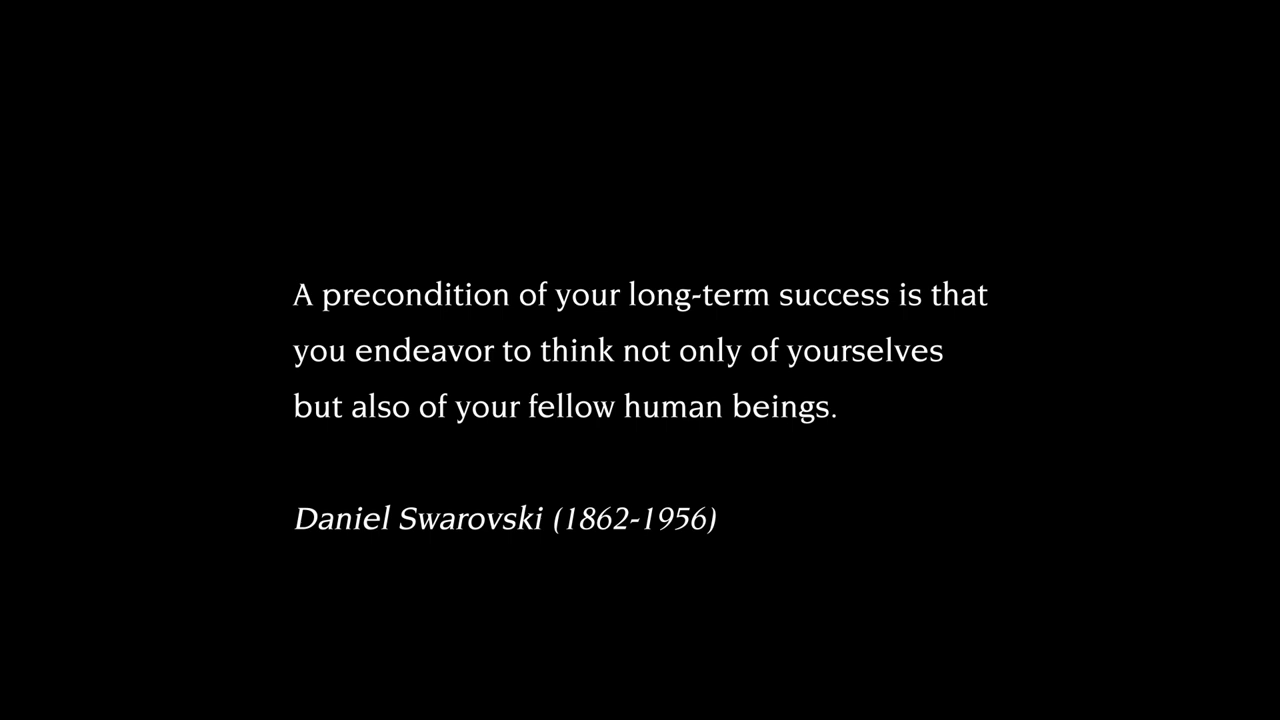 A precondition of your long-term success is that
you endeavor to think not only of yourselves
but also of your fellow human beings.
Daniel Swarovski (1862-1956)